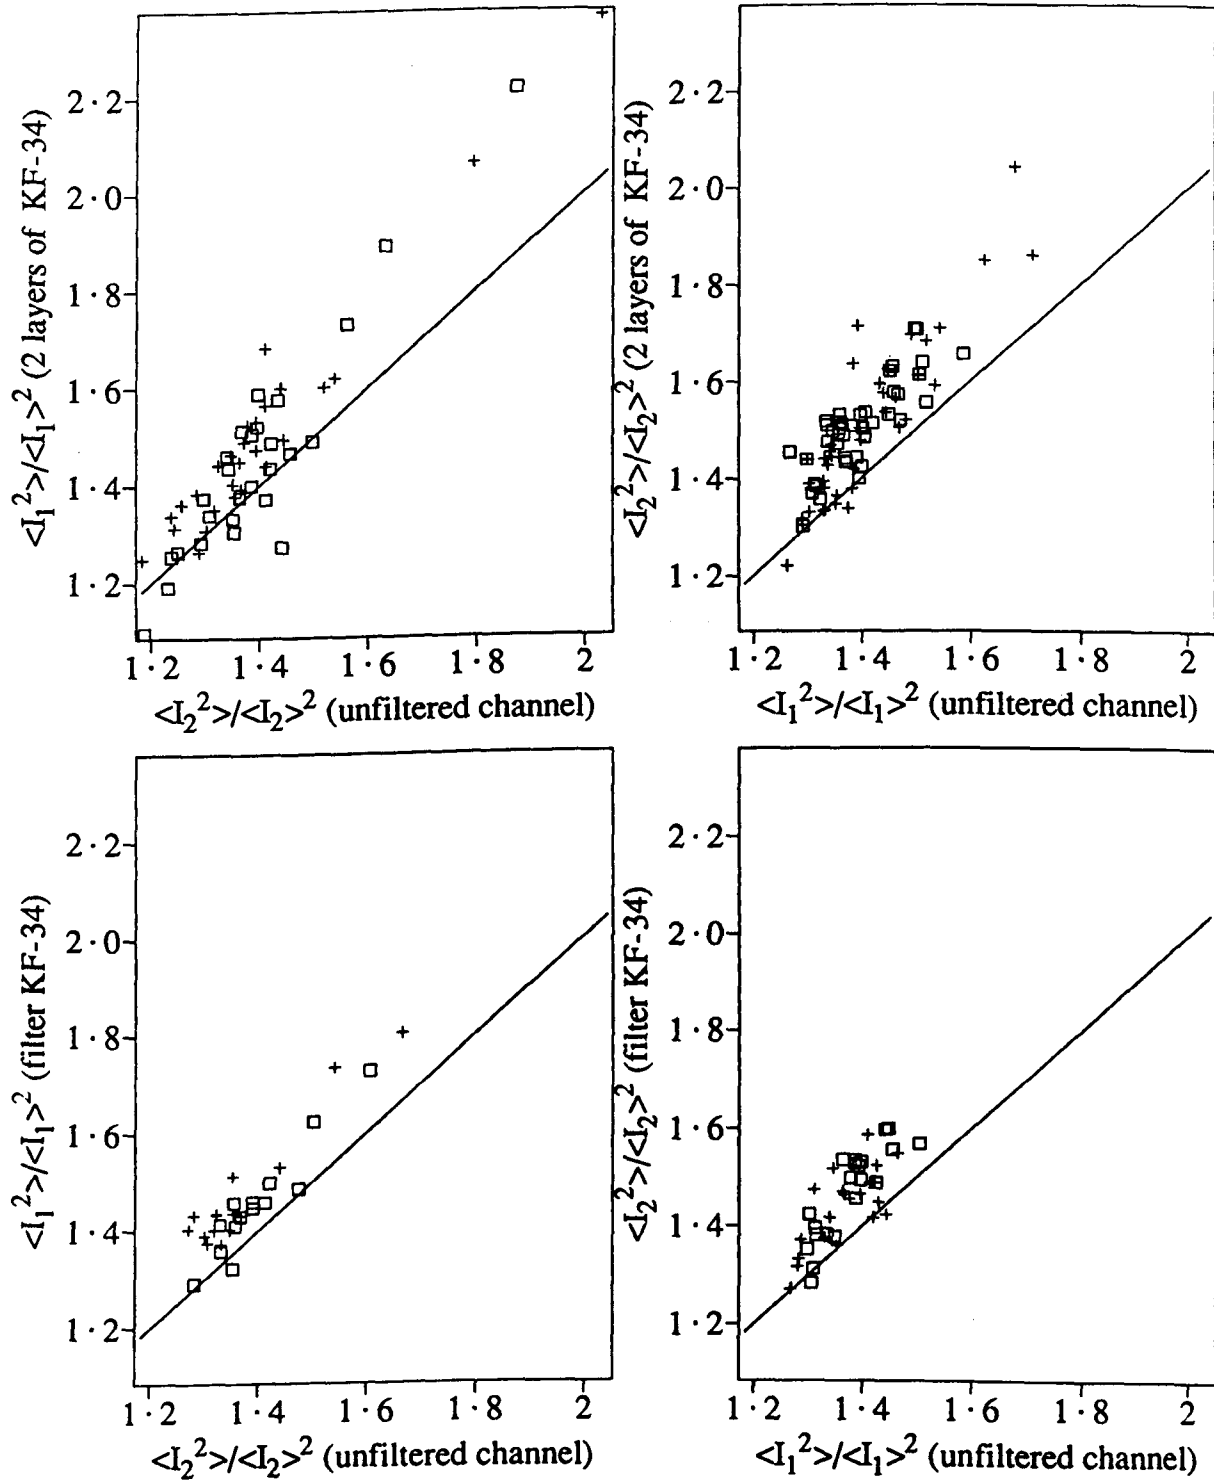 2·2
2·0
1·8
1·6
1·4
1·2
<I₁²>/<I₁>² (2 layers of KF-34)
1·2 1·4 1·6 1·8 2
<I₂²>/<I₂>² (unfiltered channel)
2·2
2·0
1·8
1·6
1·4
1·2
<I₂²>/<I₂>² (2 layers of KF-34)
1·2 1·4 1·6 1·8 2
<I₁²>/<I₁>² (unfiltered channel)
2·2
2·0
1·8
1·6
1·4
1·2
<I₁²>/<I₁>² (filter KF-34)
1·2 1·4 1·6 1·8 2
<I₂²>/<I₂>² (unfiltered channel)
2·2
2·0
1·8
1·6
1·4
1·2
<I₂²>/<I₂>² (filter KF-34)
1·2 1·4 1·6 1·8 2
<I₁²>/<I₁>² (unfiltered channel)